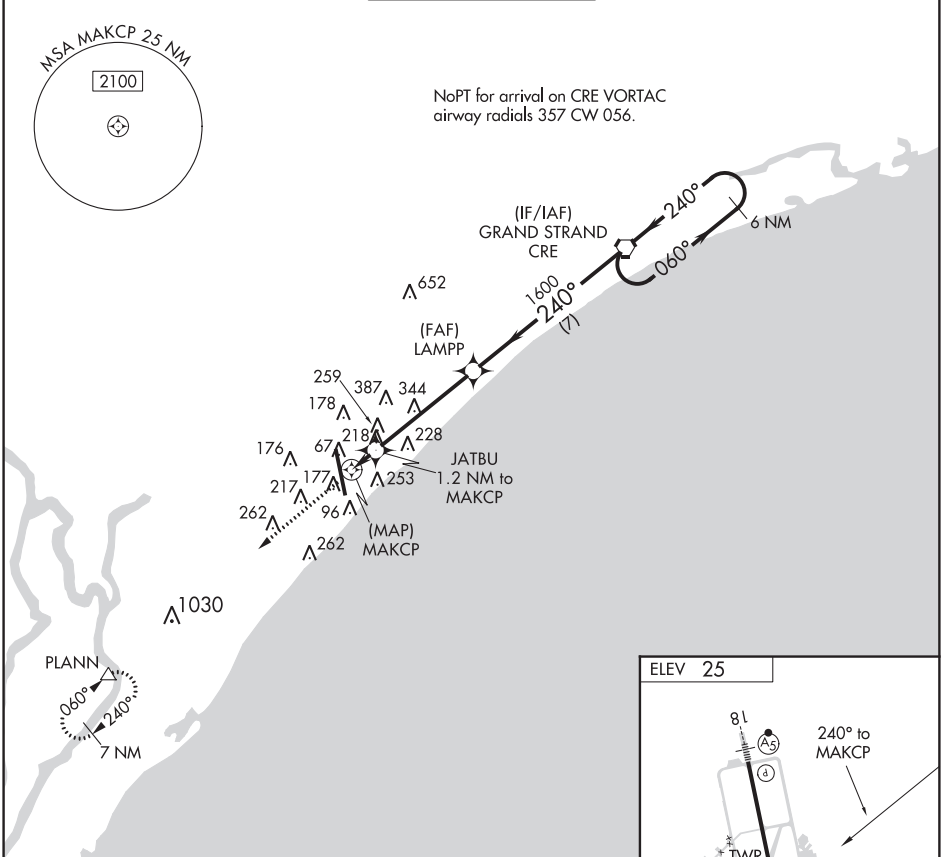 MSA MAKCP 25 NM
2100
NoPT for arrival on CRE VORTAC
airway radials 357 CW 056.
240°
6 NM
(IF/IAF)
GRAND STRAND
CRE
060°
1600
240°
(7)
652
(FAF)
LAMPP
259
387
344
178
218
228
67
176
JATBU
1.2 NM to
MAKCP
177
253
217
262
96
(MAP)
MAKCP
262
1030
PLANN
060°
240°
7 NM
ELEV 25
18
A5
P
240° to
MAKCP
TWR